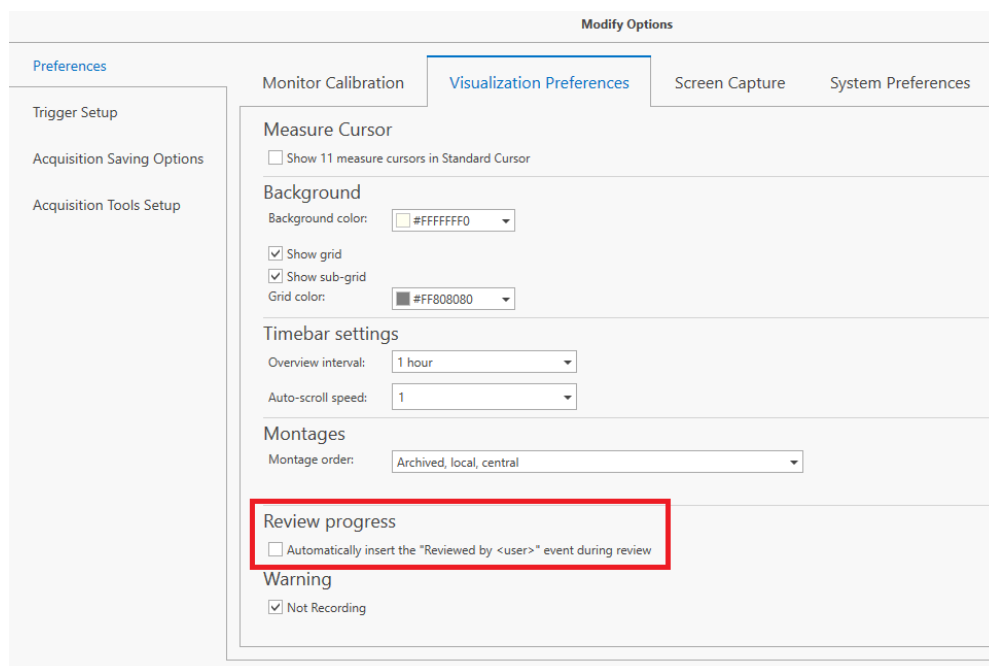 Modify Options
Preferences
Trigger Setup
Acquisition Saving Options
Acquisition Tools Setup
Monitor Calibration
Visualization Preferences
Screen Capture
System Preferences
Measure Cursor
Show 11 measure cursors in Standard Cursor
Background
Background color: #FFFFFFF0
Show grid
Show sub-grid
Grid color: #FF808080
Timebar settings
Overview interval: 1 hour
Auto-scroll speed: 1
Montages
Montage order: Archived, local, central
Review progress
Automatically insert the "Reviewed by <user>" event during review
Warning
Not Recording